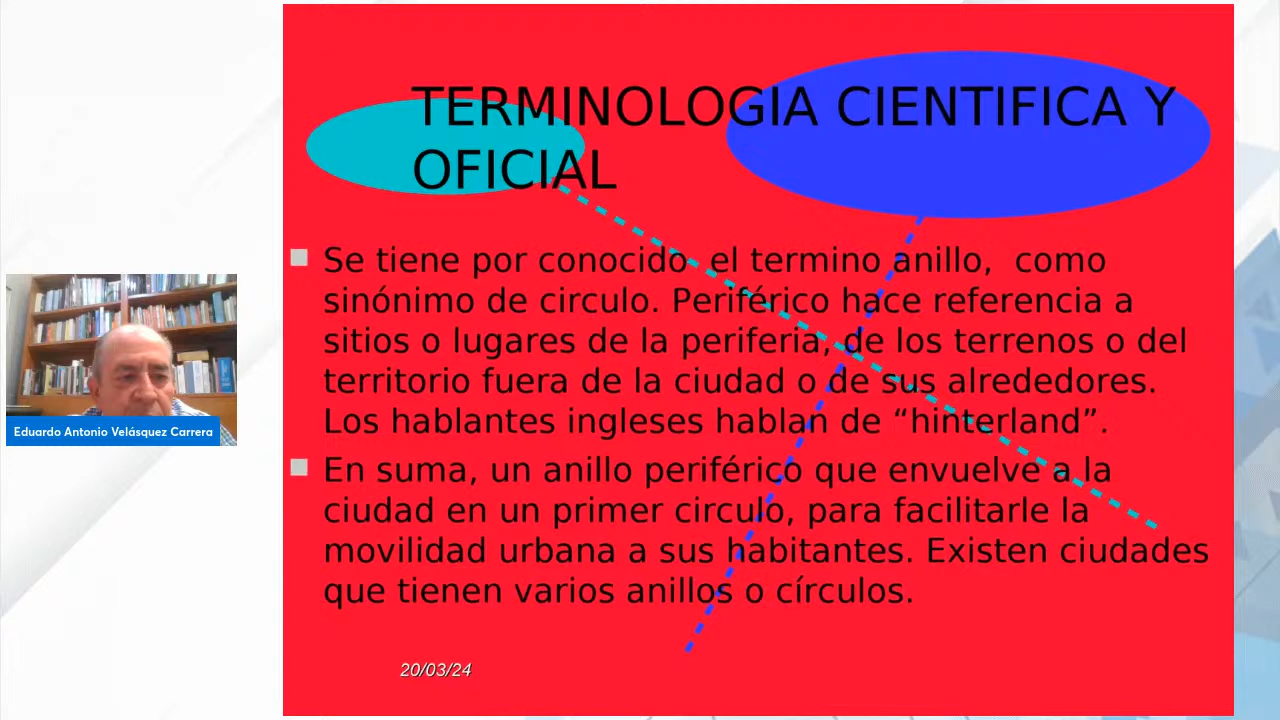 TERMINOLOGIA CIENTIFICA Y
OFICIAL
Se tiene por conocido el termino anillo, como
sinónimo de circulo. Periférico hace referencia a
sitios o lugares de la periferia, de los terrenos o del
territorio fuera de la ciudad o de sus alrededores.
Los hablantes ingleses hablan de “hinterland”.
En suma, un anillo periférico que envuelve a la
ciudad en un primer circulo, para facilitarle la
movilidad urbana a sus habitantes. Existen ciudades
que tienen varios anillos o círculos.
20/03/24
Eduardo Antonio Velásquez Carrera